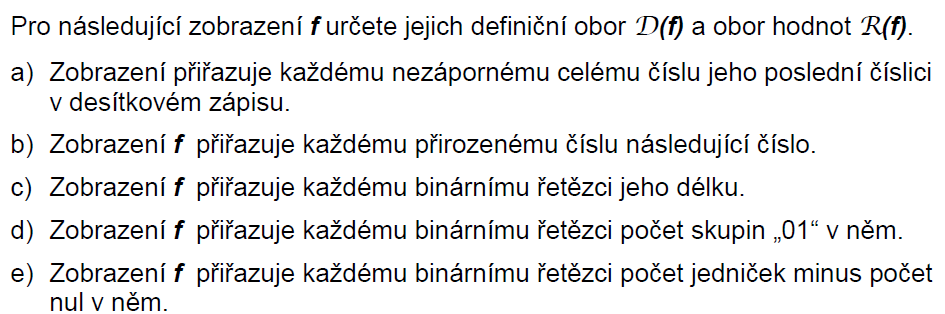 Pro následující zobrazení f určete jejich definiční obor 𝒟(f) a obor hodnot ℛ(f).
a) Zobrazení přiřazuje každému nezápornému celému číslu jeho poslední číslici
v desítkovém zápisu.
b) Zobrazení f přiřazuje každému přirozenému číslu následující číslo.
c) Zobrazení f přiřazuje každému binárnímu řetězci jeho délku.
d) Zobrazení f přiřazuje každému binárnímu řetězci počet skupin „01“ v něm.
e) Zobrazení f přiřazuje každému binárnímu řetězci počet jedniček minus počet
nul v něm.